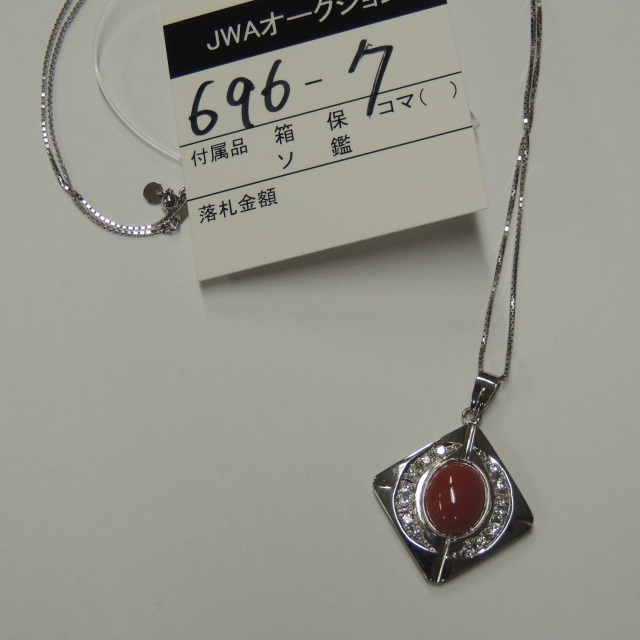 JWAオークション
696-7
付属品 箱 保 コマ( )
ソ 鑑
落札金額